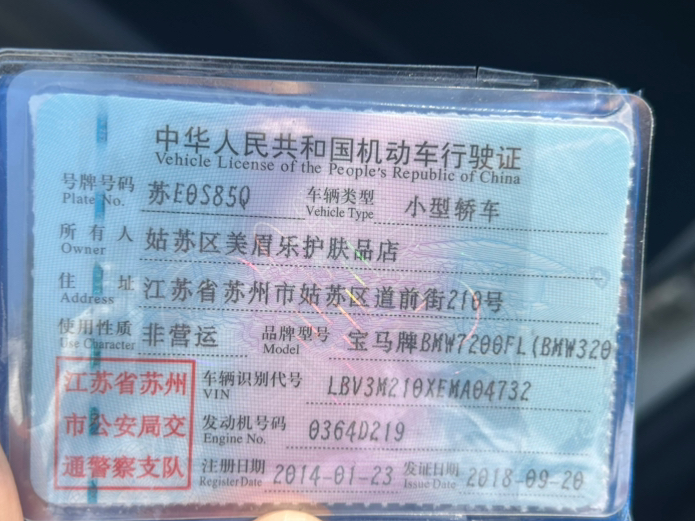 中华人民共和国机动车行驶证
Vehicle License of the People's Republic of China
号牌号码 苏E0S85Q 车辆类型 小型轿车
Plate No. Vehicle Type
所有人 姑苏区美眉乐护肤品店
Owner
住址 江苏省苏州市姑苏区道前街210号
Address
使用性质 非营运 品牌型号 宝马牌BMW7200FL(BMW320
Use Character Model
江苏省苏州
市公安局交
通警察支队
车辆识别代号 LBV3M210XEMA04732
VIN
发动机号码 0364D219
Engine No.
注册日期 2014-01-23 发证日期 2018-09-20
Register Date Issue Date